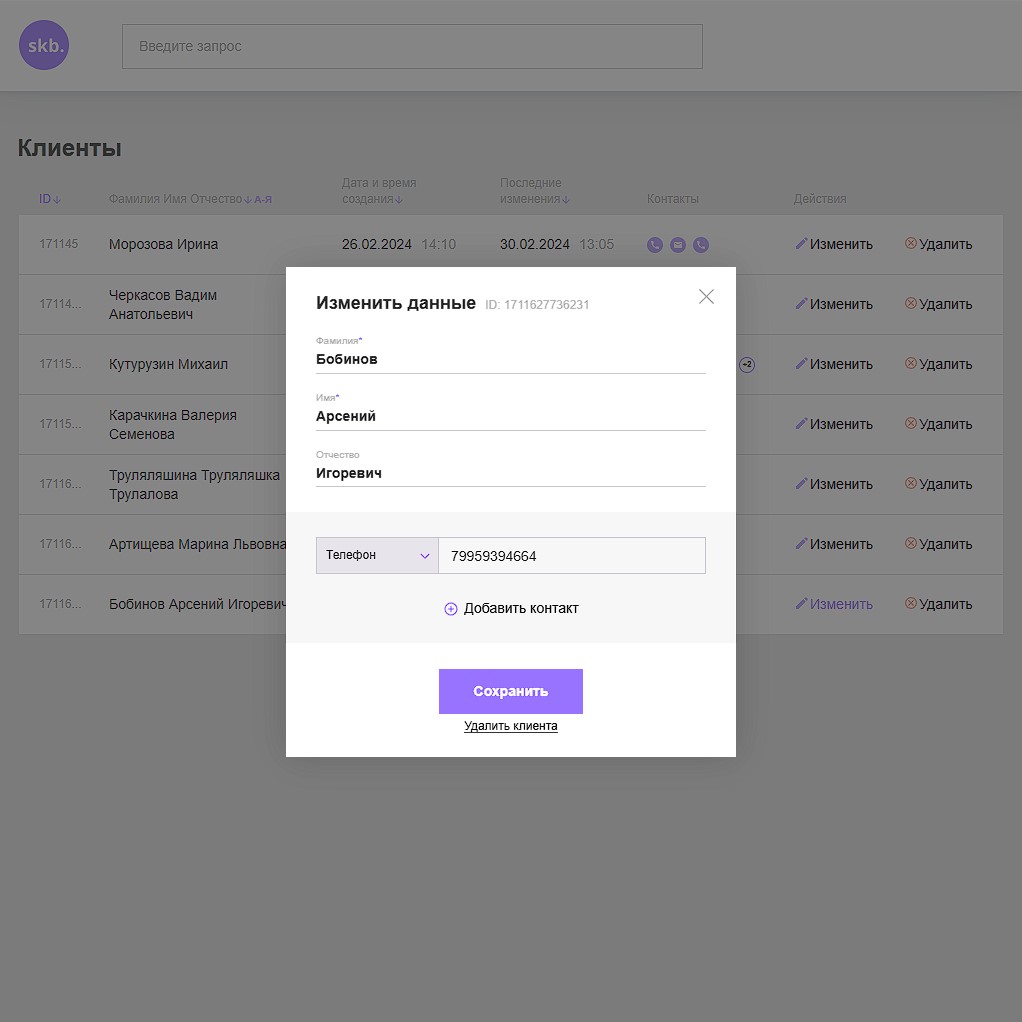 skb.
Введите запрос
Клиенты
Дата и время
Последние
ID↓ Фамилия Имя Отчество↓ А-Я создания↓ изменения↓ Контакты Действия
171145 Морозова Ирина 26.02.2024 14:10 30.02.2024 13:05 Изменить Удалить
17114... Черкасов Вадим
Анатольевич Изменить Удалить
17115... Кутурузин Михаил +2 Изменить Удалить
17115... Карачкина Валерия
Семенова Изменить Удалить
17116... Труляляшина Труляляшка
Трулалова Изменить Удалить
17116... Артищева Марина Львовна Изменить Удалить
17116... Бобинов Арсений Игоревич Изменить Удалить
Изменить данные ID: 1711627736231
Фамилия*
Бобинов
Имя*
Арсений
Отчество
Игоревич
Телефон 79959394664
Добавить контакт
Сохранить
Удалить клиента